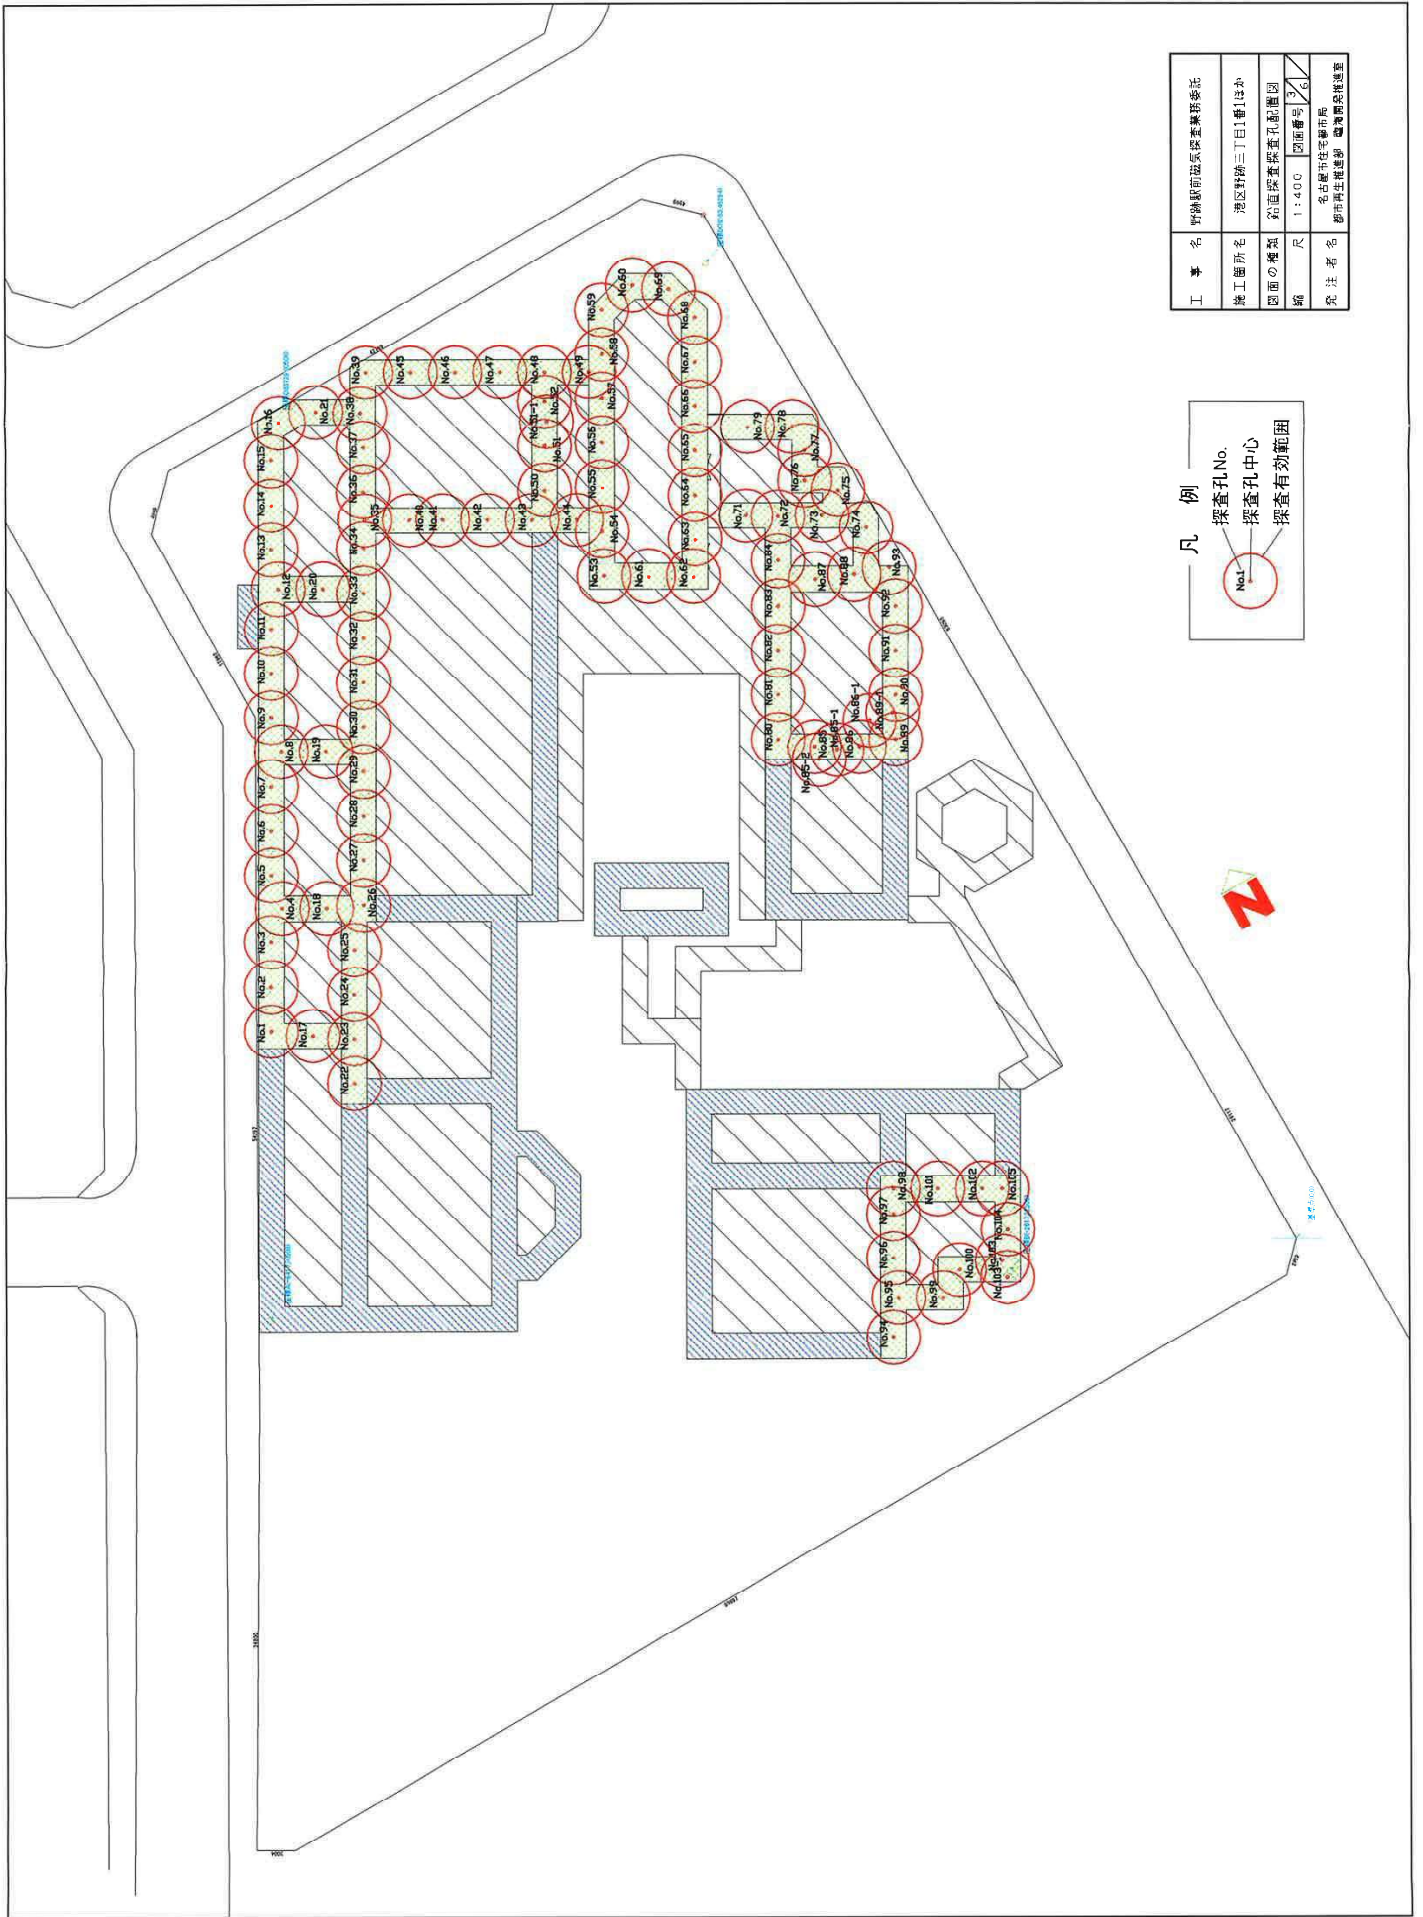 工事名 野跡駅前磁気探査業務委託
施工箇所名 港区野跡三丁目1番1ほか
図面の種類 鉛直探査探査孔配置図
縮尺 1:400 図面番号 3/6
発注者名 名古屋市住宅都市局
都市再生推進部 臨海開発推進室
凡例
No.1
探査孔No.
探査孔中心
探査有効範囲
N
No.1
No.2
No.3
No.4
No.5
No.6
No.7
No.8
No.9
No.10
No.11
No.12
No.13
No.14
No.15
No.16
No.17
No.18
No.19
No.20
No.21
No.22
No.23
No.24
No.25
No.26
No.27
No.28
No.29
No.30
No.31
No.32
No.33
No.34
No.35
No.36
No.37
No.38
No.39
No.40
No.41
No.42
No.43
No.44
No.45
No.46
No.47
No.48
No.49
No.50
No.51
No.51-1
No.52
No.53
No.54
No.55
No.56
No.57
No.58
No.59
No.60
No.61
No.62
No.63
No.64
No.65
No.66
No.67
No.68
No.69
No.71
No.72
No.73
No.74
No.75
No.76
No.77
No.78
No.79
No.80
No.81
No.82
No.83
No.84
No.85
No.85-1
No.85-2
No.86
No.86-1
No.87
No.88
No.89
No.89-1
No.90
No.91
No.92
No.93
No.94
No.95
No.96
No.97
No.98
No.99
No.100
No.101
No.102
No.103
No.104
No.105